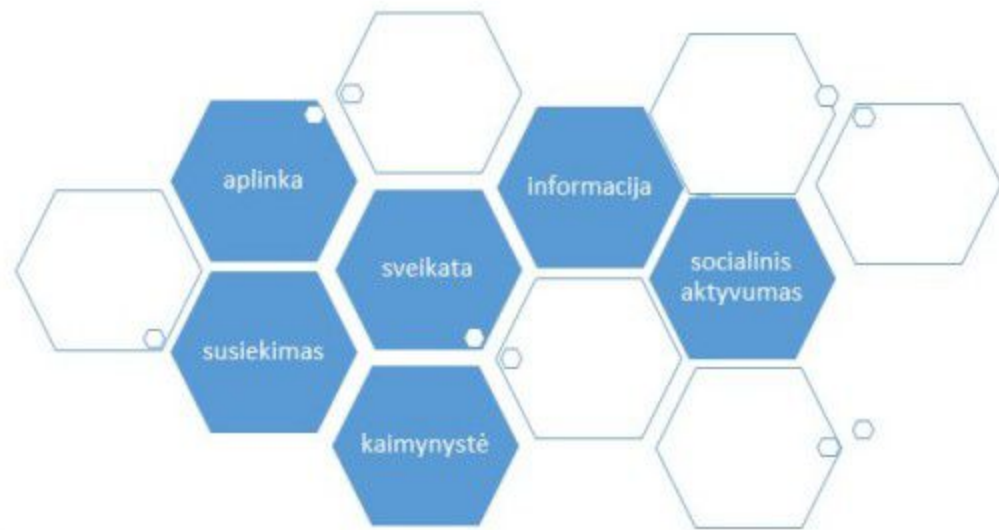 aplinka
informacija
sveikata
socialinis
aktyvumas
susiekimas
kaimynystė